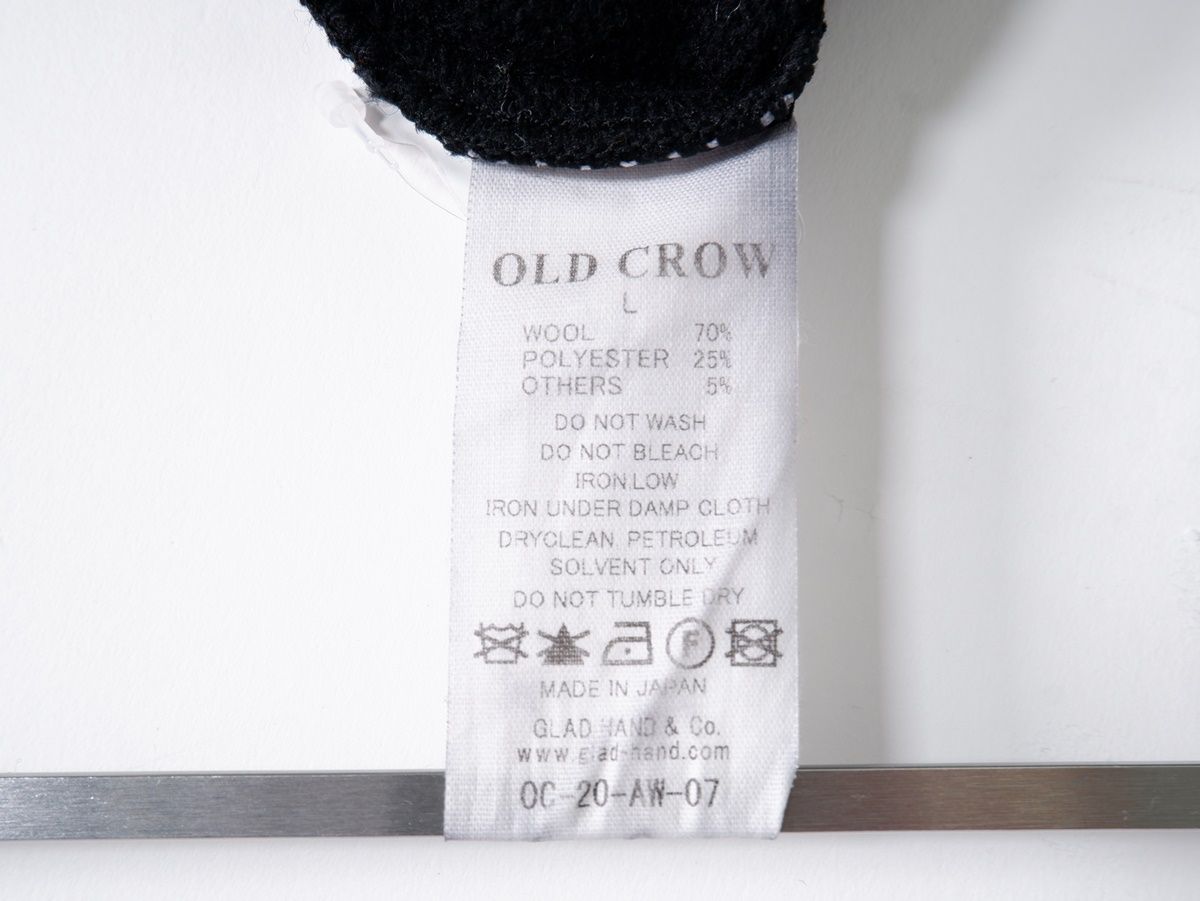 OLD CROW
L
WOOL 70%
POLYESTER 25%
OTHERS 5%
DO NOT WASH
DO NOT BLEACH
IRON LOW
IRON UNDER DAMP CLOTH
DRYCLEAN PETROLEUM
SOLVENT ONLY
DO NOT TUMBLE DRY
F
MADE IN JAPAN
GLAD HAND & Co.
www.glad-hand.com
OC-20-AW-07